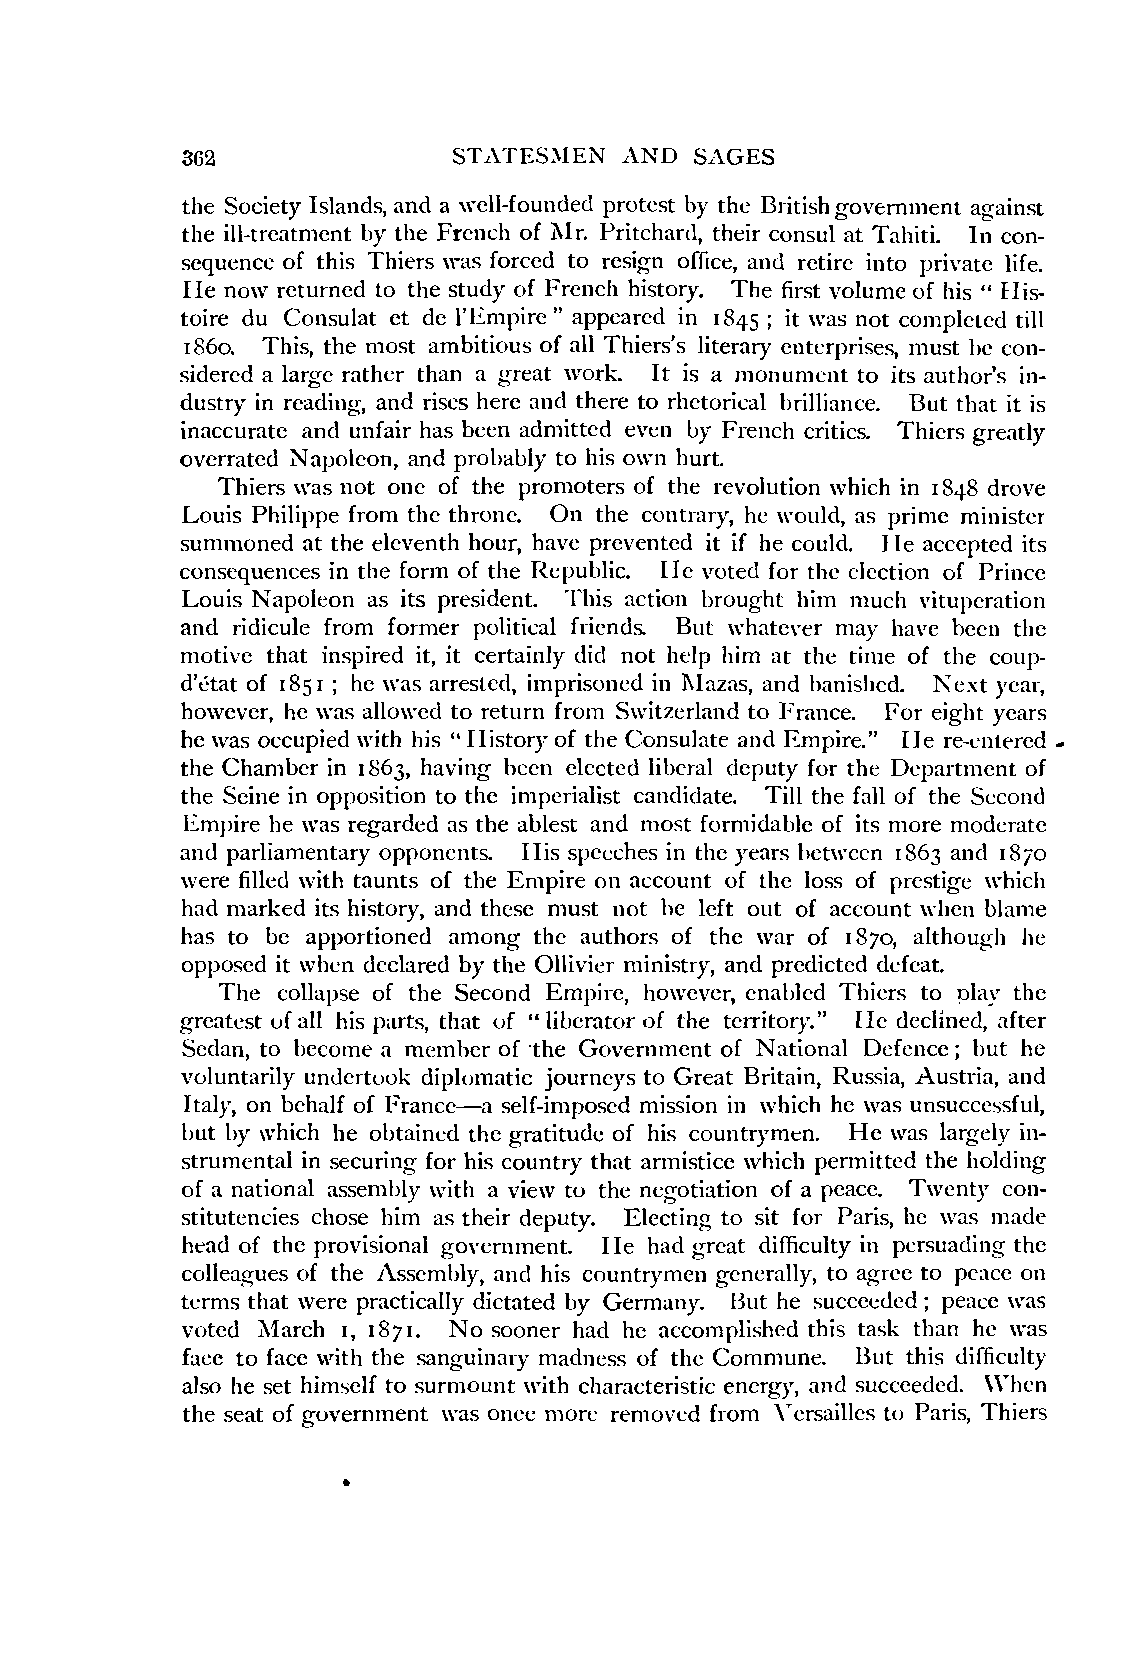 362 STATESMEN AND SAGES
the Society Islands, and a well-founded protest by the British government against
the ill-treatment by the French of Mr. Pritchard, their consul at Tahiti. In con-
sequence of this Thiers was forced to resign office, and retire into private life.
He now returned to the study of French history. The first volume of his " His-
toire du Consulat et de l'Empire" appeared in 1845 ; it was not completed till
1860. This, the most ambitious of all Thiers's literary enterprises, must be con-
sidered a large rather than a great work. It is a monument to its author's in-
dustry in reading, and rises here and there to rhetorical brilliance. But that it is
inaccurate and unfair has been admitted even by French critics. Thiers greatly
overrated Napoleon, and probably to his own hurt.
Thiers was not one of the promoters of the revolution which in 1848 drove
Louis Philippe from the throne. On the contrary, he would, as prime minister
summoned at the eleventh hour, have prevented it if he could. He accepted its
consequences in the form of the Republic. He voted for the election of Prince
Louis Napoleon as its president. This action brought him much vituperation
and ridicule from former political friends. But whatever may have been the
motive that inspired it, it certainly did not help him at the time of the coup-
d'état of 1851 ; he was arrested, imprisoned in Mazas, and banished. Next year,
however, he was allowed to return from Switzerland to France. For eight years
he was occupied with his "History of the Consulate and Empire." He re-entered
the Chamber in 1863, having been elected liberal deputy for the Department of
the Seine in opposition to the imperialist candidate. Till the fall of the Second
Empire he was regarded as the ablest and most formidable of its more moderate
and parliamentary opponents. His speeches in the years between 1863 and 1870
were filled with taunts of the Empire on account of the loss of prestige which
had marked its history, and these must not be left out of account when blame
has to be apportioned among the authors of the war of 1870, although he
opposed it when declared by the Ollivier ministry, and predicted defeat.
The collapse of the Second Empire, however, enabled Thiers to play the
greatest of all his parts, that of "liberator of the territory." He declined, after
Sedan, to become a member of the Government of National Defence ; but he
voluntarily undertook diplomatic journeys to Great Britain, Russia, Austria, and
Italy, on behalf of France—a self-imposed mission in which he was unsuccessful,
but by which he obtained the gratitude of his countrymen. He was largely in-
strumental in securing for his country that armistice which permitted the holding
of a national assembly with a view to the negotiation of a peace. Twenty con-
stitutencies chose him as their deputy. Electing to sit for Paris, he was made
head of the provisional government. He had great difficulty in persuading the
colleagues of the Assembly, and his countrymen generally, to agree to peace on
terms that were practically dictated by Germany. But he succeeded ; peace was
voted March 1, 1871. No sooner had he accomplished this task than he was
face to face with the sanguinary madness of the Commune. But this difficulty
also he set himself to surmount with characteristic energy, and succeeded. When
the seat of government was once more removed from Versailles to Paris, Thiers